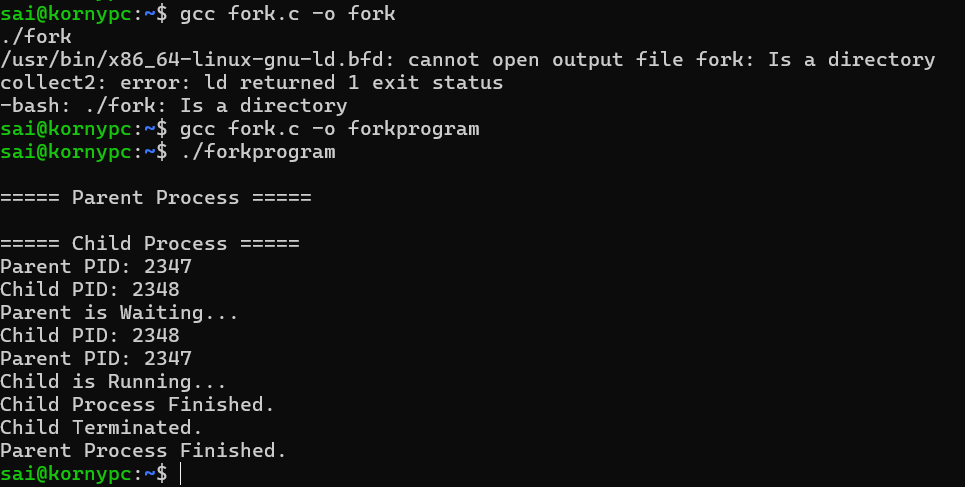 sai@kornypc:~$ gcc fork.c -o fork
./fork
/usr/bin/x86_64-linux-gnu-ld.bfd: cannot open output file fork: Is a directory
collect2: error: ld returned 1 exit status
-bash: ./fork: Is a directory
sai@kornypc:~$ gcc fork.c -o forkprogram
sai@kornypc:~$ ./forkprogram
===== Parent Process =====
===== Child Process =====
Parent PID: 2347
Child PID: 2348
Parent is Waiting...
Child PID: 2348
Parent PID: 2347
Child is Running...
Child Process Finished.
Child Terminated.
Parent Process Finished.
sai@kornypc:~$